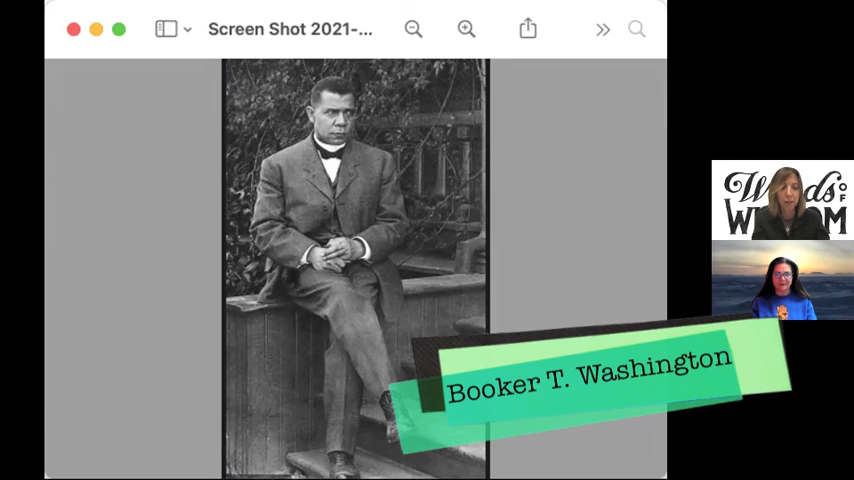 Screen Shot 2021-...
Words
OF
WISDOM
Booker T. Washington